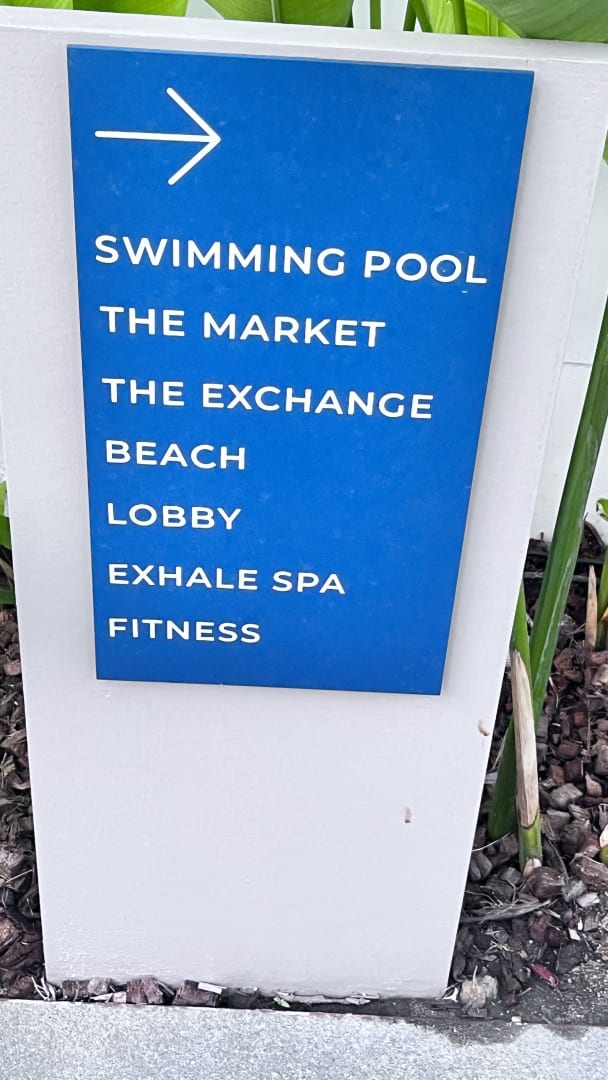 SWIMMING POOL
THE MARKET
THE EXCHANGE
BEACH
LOBBY
EXHALE SPA
FITNESS